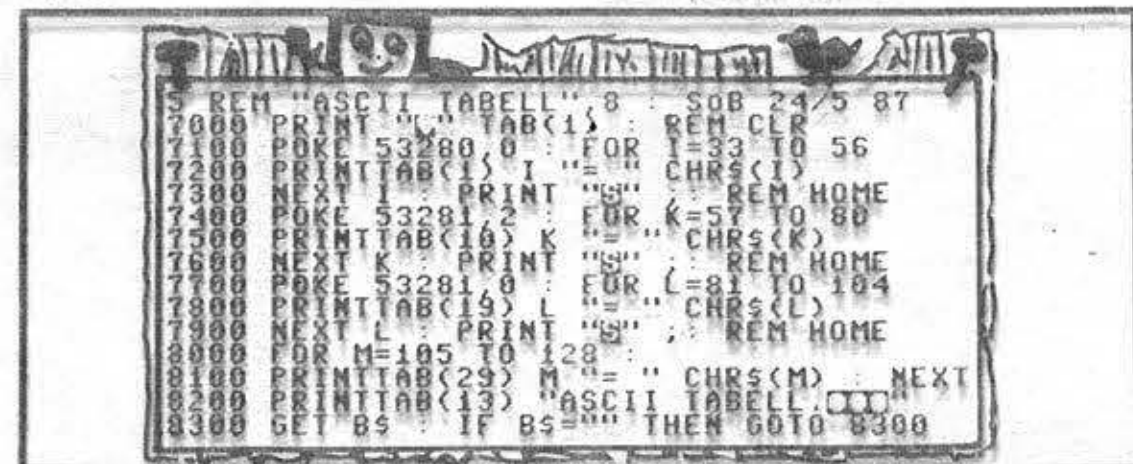 5 REM "ASCII TABELL",8 : SOB 24/5 87
7000 PRINT "" TAB(1) : REM CLR
7100 POKE 53280,0 : FOR I=33 TO 56
7200 PRINTTAB(1) I "= " CHR$(I)
7300 NEXT I : PRINT "S" ; : REM HOME
7400 POKE 53281,2 : FOR K=57 TO 80
7500 PRINTTAB(10) K "= " CHR$(K)
7600 NEXT K : PRINT "S" ; : REM HOME
7700 POKE 53281,0 : FOR L=81 TO 104
7800 PRINTTAB(19) L "= " CHR$(L)
7900 NEXT L : PRINT "S" ; : REM HOME
8000 FOR M=105 TO 128 :
8100 PRINTTAB(29) M "= " CHR$(M) : NEXT
8200 PRINTTAB(13) "ASCII TABELL."
8300 GET B$ : IF B$="" THEN GOTO 8300